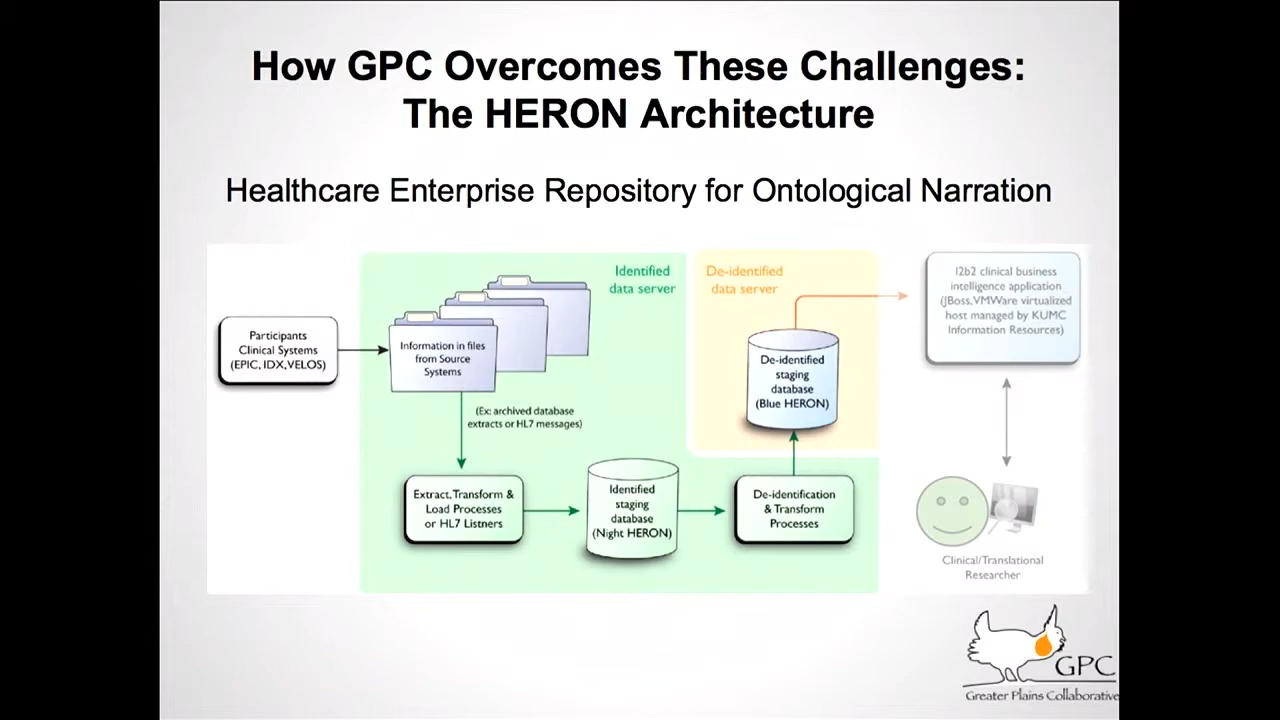 How GPC Overcomes These Challenges:
The HERON Architecture
Healthcare Enterprise Repository for Ontological Narration
Participants
Clinical Systems
(EPIC, IDX, VELOS)
Information in files
from Source
Systems
Identified
data server
(Ex: archived database
extracts or HL7 messages)
Extract, Transform &
Load Processes
or HL7 Listners
Identified
staging
database
(Night HERON)
De-identification
& Transform
Processes
De-identified
data server
De-identified
staging
database
(Blue HERON)
I2b2 clinical business
intelligence application
(JBoss, VMWare virtualized
host managed by KUMC
Information Resources)
Clinical/Translational
Researcher
GPC
Greater Plains Collaborative